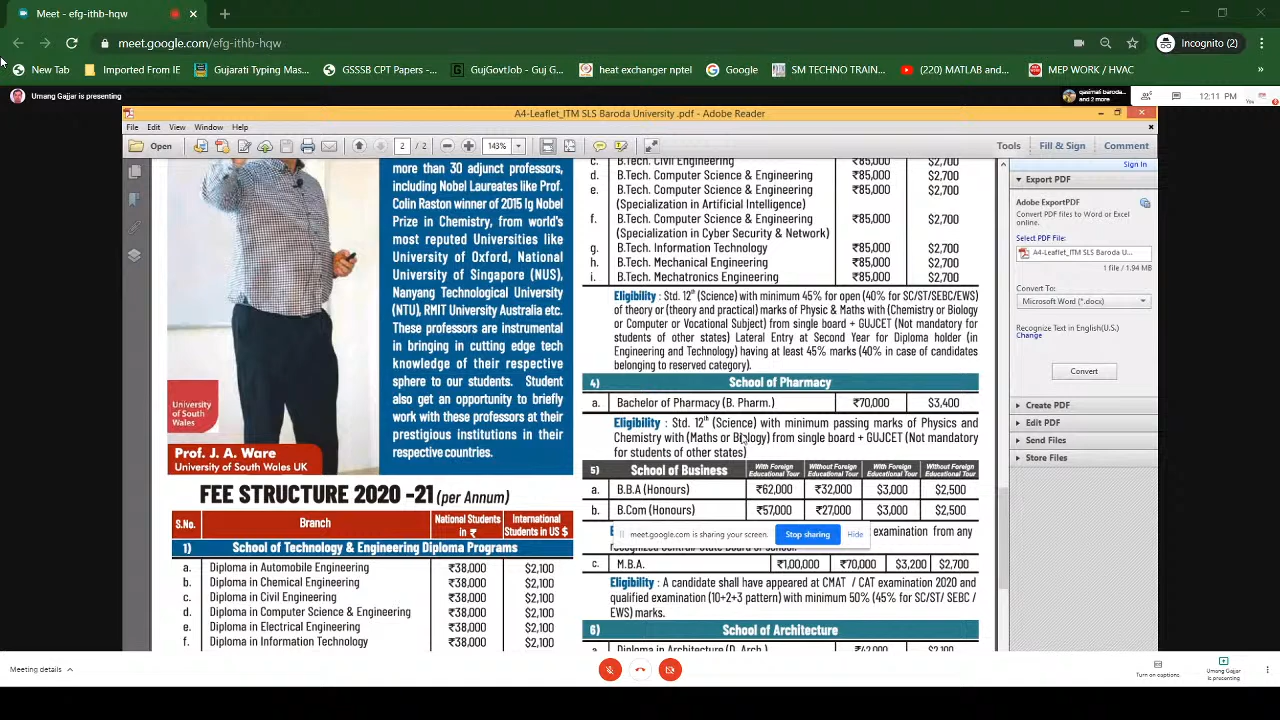 Meet - efg-ithb-hqw
meet.google.com/efg-ithb-hqw
Incognito (2)
New Tab
Imported From IE
Gujarati Typing Mas...
GSSSB CPT Papers -...
GujGovtJob - Guj G...
heat exchanger nptel
Google
SM TECHNO TRAIN...
(220) MATLAB and...
MEP WORK / HVAC
»
Umang Gajjar is presenting
qasimali baroda...
and 2 more
12:11 PM
You
A4-Leaflet_ITM SLS Baroda University .pdf - Adobe Reader
File Edit View Window Help
Open
2 / 2
143%
Tools
Fill & Sign
Comment
more than 30 adjunct professors,
including Nobel Laureates like Prof.
Colin Raston winner of 2015 Ig Nobel
Prize in Chemistry, from world's
most reputed Universities like
University of Oxford, National
University of Singapore (NUS),
Nanyang Technological University
(NTU), RMIT University Australia etc.
These professors are instrumental
in bringing in cutting edge tech
knowledge of their respective
sphere to our students. Student
also get an opportunity to briefly
work with these professors at their
prestigious institutions in their
respective countries.
University
of South
Wales
Prof. J. A. Ware
University of South Wales UK
FEE STRUCTURE 2020 -21 (per Annum)
S.No. Branch National Students in ₹ International Students in US $
1) School of Technology & Engineering Diploma Programs
a. Diploma in Automobile Engineering ₹38,000 $2,100
b. Diploma in Chemical Engineering ₹38,000 $2,100
c. Diploma in Civil Engineering ₹38,000 $2,100
d. Diploma in Computer Science & Engineering ₹38,000 $2,100
e. Diploma in Electrical Engineering ₹38,000 $2,100
f. Diploma in Information Technology ₹38,000 $2,100
c. B.Tech. Civil Engineering ₹85,000 $2,700
d. B.Tech. Computer Science & Engineering ₹85,000 $2,700
e. B.Tech. Computer Science & Engineering ₹85,000 $2,700
(Specialization in Artificial Intelligence)
f. B.Tech. Computer Science & Engineering ₹85,000 $2,700
(Specialization in Cyber Security & Network)
g. B.Tech. Information Technology ₹85,000 $2,700
h. B.Tech. Mechanical Engineering ₹85,000 $2,700
i. B.Tech. Mechatronics Engineering ₹85,000 $2,700
Eligibility : Std. 12th (Science) with minimum 45% for open (40% for SC/ST/SEBC/EWS)
of theory or (theory and practical) marks of Physic & Maths with (Chemistry or Biology
or Computer or Vocational Subject) from single board + GUJCET (Not mandatory for
students of other states) Lateral Entry at Second Year for Diploma holder (in
Engineering and Technology) having at least 45% marks (40% in case of candidates
belonging to reserved category).
4) School of Pharmacy
a. Bachelor of Pharmacy (B. Pharm.) ₹70,000 $3,400
Eligibility : Std. 12th (Science) with minimum passing marks of Physics and
Chemistry with (Maths or Biology) from single board + GUJCET (Not mandatory
for students of other states)
5) School of Business With Foreign Educational Tour Without Foreign Educational Tour With Foreign Educational Tour Without Foreign Educational Tour
a. B.B.A (Honours) ₹62,000 ₹32,000 $3,000 $2,500
b. B.Com (Honours) ₹57,000 ₹27,000 $3,000 $2,500
examination from any
meet.google.com is sharing your screen.
Stop sharing
Hide
c. M.B.A. ₹1,00,000 ₹70,000 $3,200 $2,700
Eligibility : A candidate shall have appeared at CMAT / CAT examination 2020 and
qualified examination (10+2+3 pattern) with minimum 50% (45% for SC/ST/ SEBC /
EWS) marks.
6) School of Architecture
a. Diploma in Architecture (D. Arch.) ₹42,000 $2,100
Sign In
Export PDF
Adobe ExportPDF
Convert PDF files to Word or Excel
online.
Select PDF File:
A4-Leaflet_ITM SLS Baroda U...
1 file / 1.94 MB
Convert To:
Microsoft Word (*.docx)
Recognize Text in English(U.S.)
Change
Convert
Create PDF
Edit PDF
Send Files
Store Files
Meeting details
Turn on captions
Umang Gajjar
is presenting